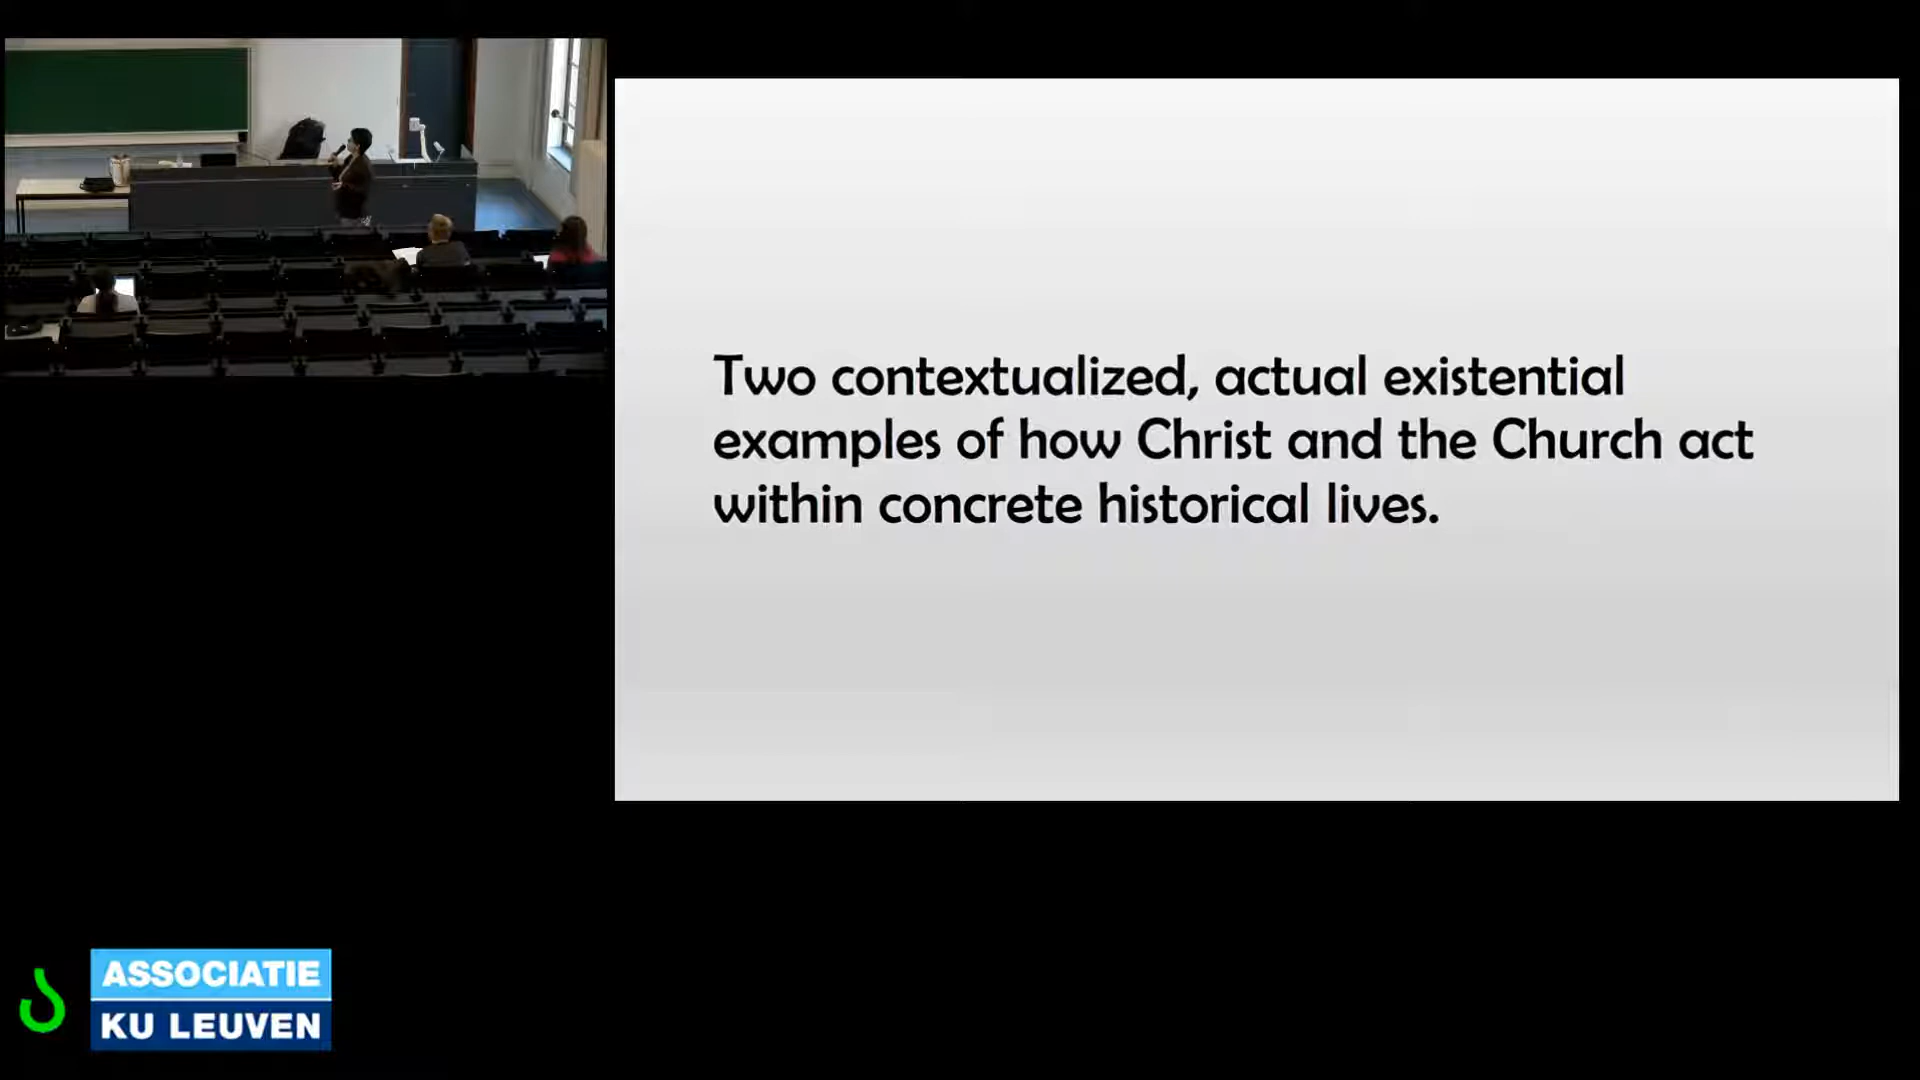 Two contextualized, actual existential
examples of how Christ and the Church act
within concrete historical lives.
ASSOCIATIE
KU LEUVEN